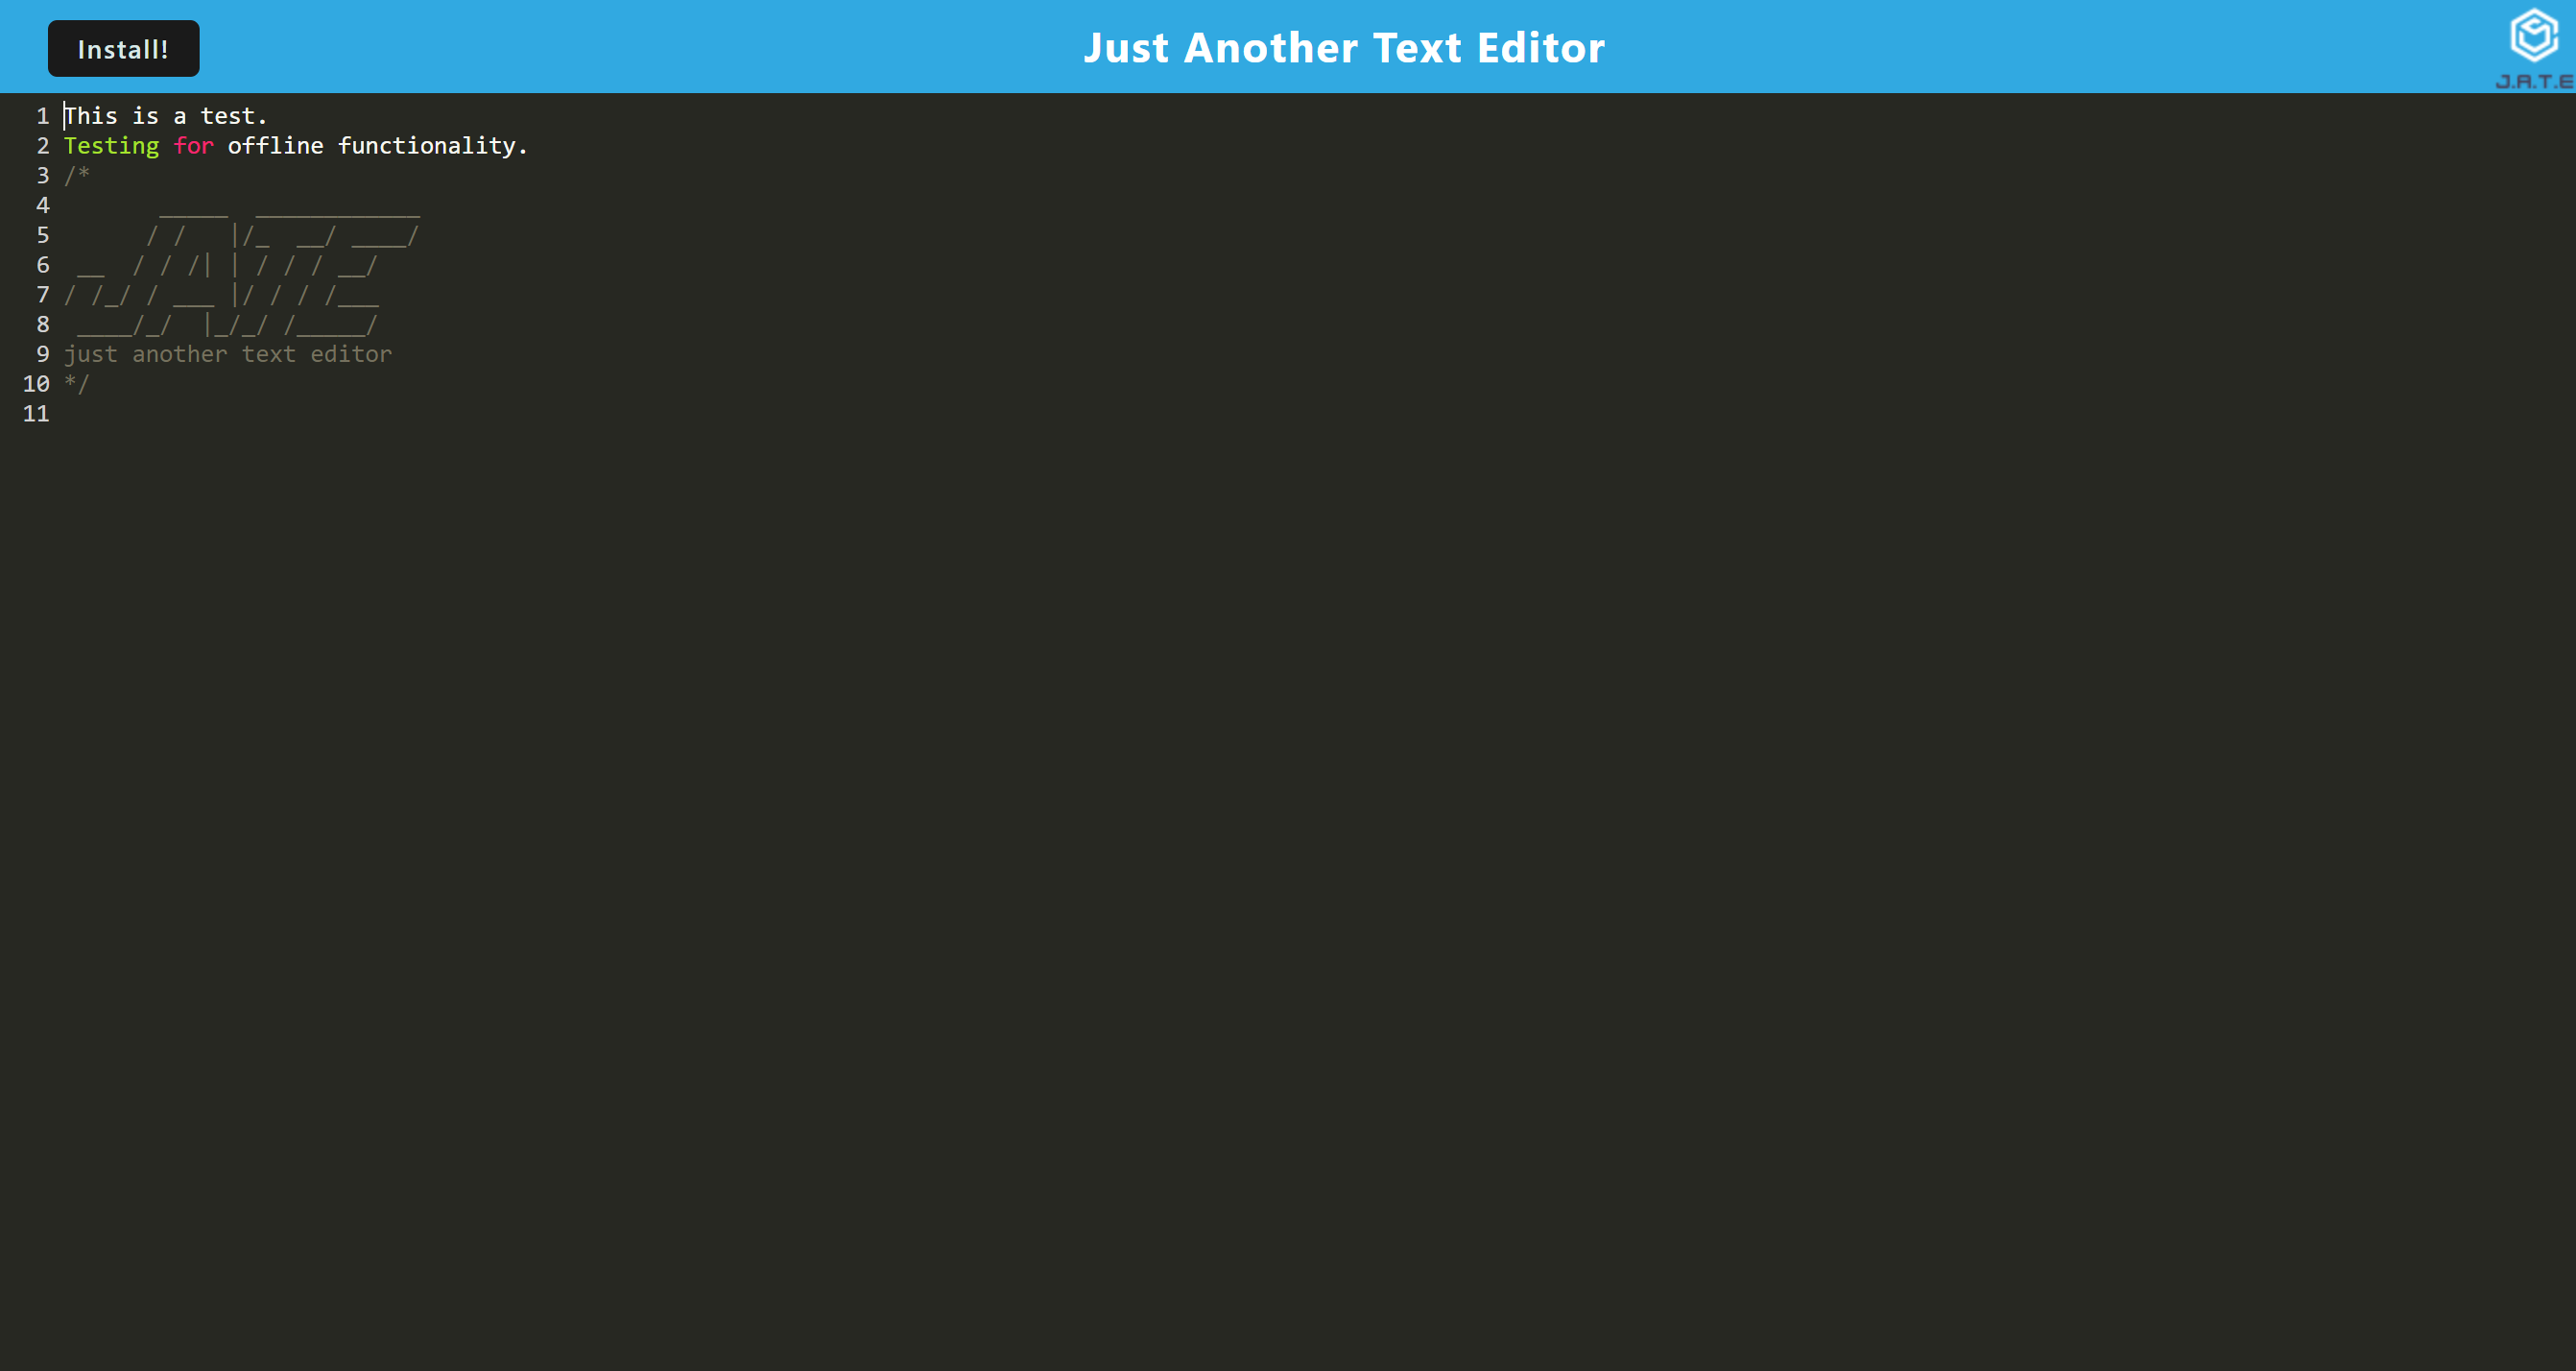 Install!
Just Another Text Editor
J.A.T.E
1 This is a test.
2 Testing for offline functionality.
3 /*
4        _____  ____________
5       / /   |/_  __/ ____/
6  __  / / /| | / / / __/
7 / /_/ / ___ |/ / / /___
8  ____/_/  |_/_/ /_____/
9 just another text editor
10 */
11